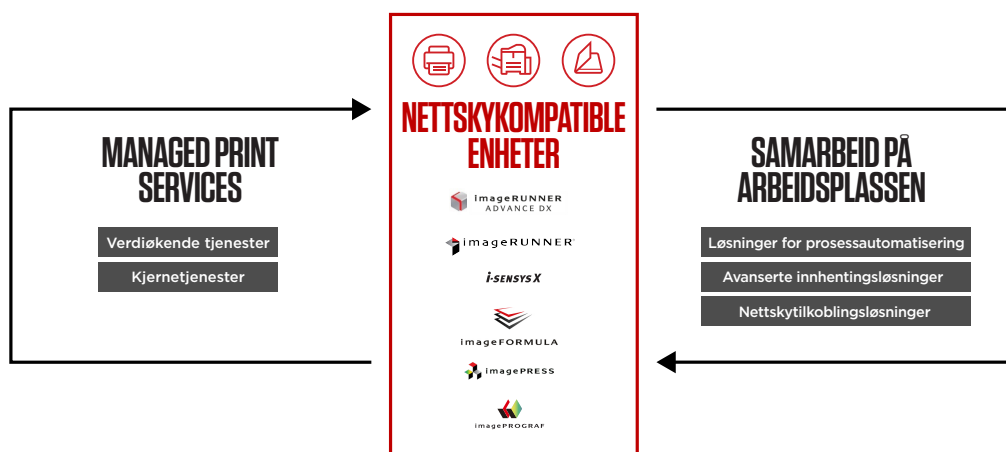 MANAGED PRINT
SERVICES
Verdiøkende tjenester
Kjernetjenester
NETTSKYKOMPATIBLE
ENHETER
imageRUNNER
ADVANCE DX
imageRUNNER
i-SENSYS X
imageFORMULA
imagePRESS
imagePROGRAF
SAMARBEID PÅ
ARBEIDSPLASSEN
Løsninger for prosessautomatisering
Avanserte innhentingsløsninger
Nettskytilkoblingsløsninger